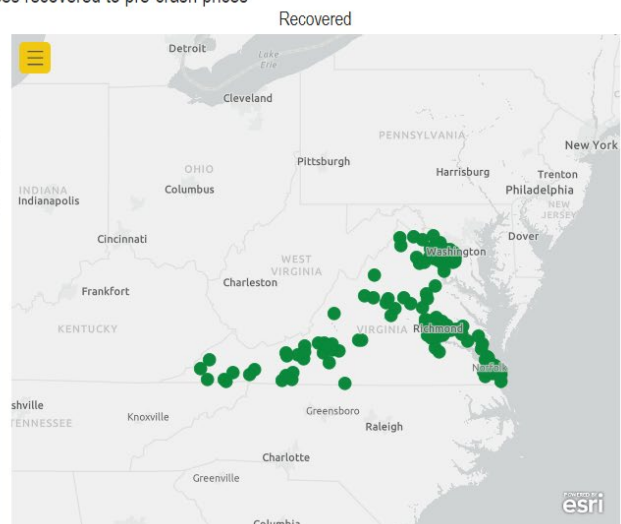 recovered to pre-crash prices
Recovered
Detroit
Lake
Erie
Cleveland
PENNSYLVANIA
New York
Pittsburgh
OHIO
Harrisburg
Trenton
INDIANA
Columbus
Philadelphia
Indianapolis
NEW
JERSEY
Cincinnati
Dover
Washington
WEST
VIRGINIA
Charleston
Frankfort
KENTUCKY
VIRGINIA
Richmond
Norfolk
shville
Greensboro
TENNESSEE
Knoxville
Raleigh
Charlotte
Greenville
POWERED BY
esri
Columbia